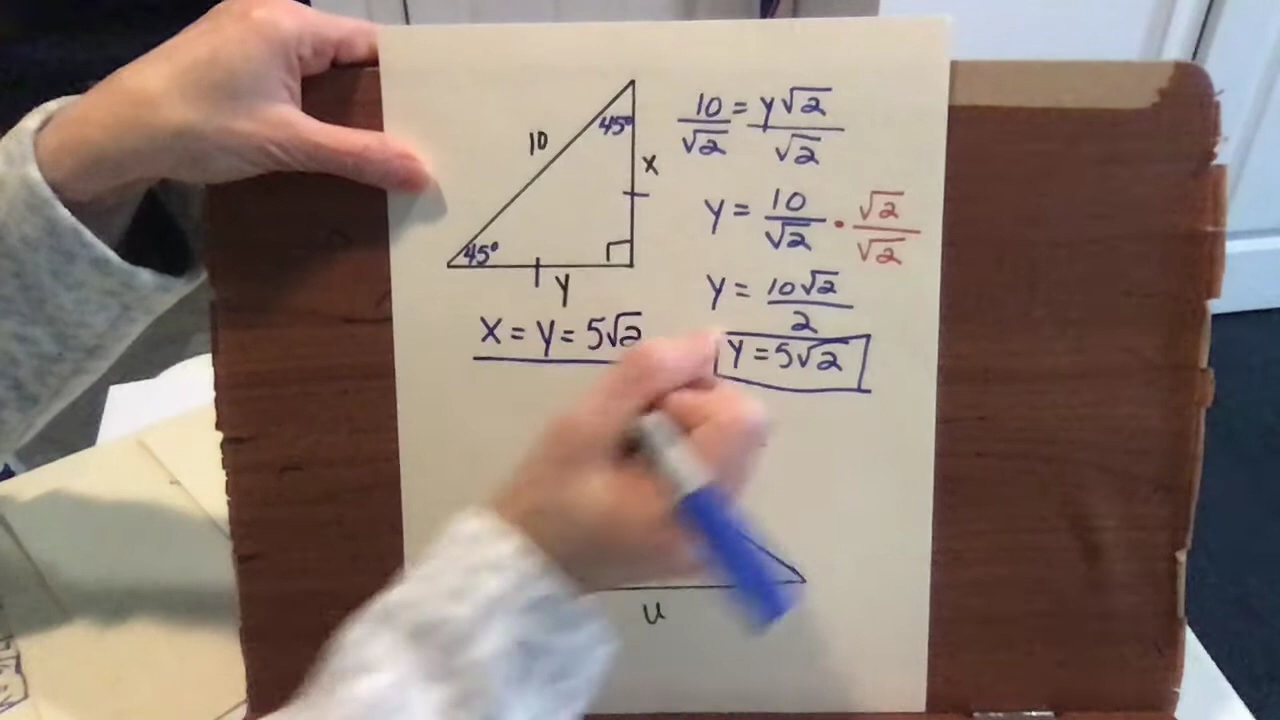 10
45°
x
45°
y
x = y = 5√2
10/√2 = y√2/√2
y = 10/√2 · √2/√2
y = 10√2/2
y = 5√2
u